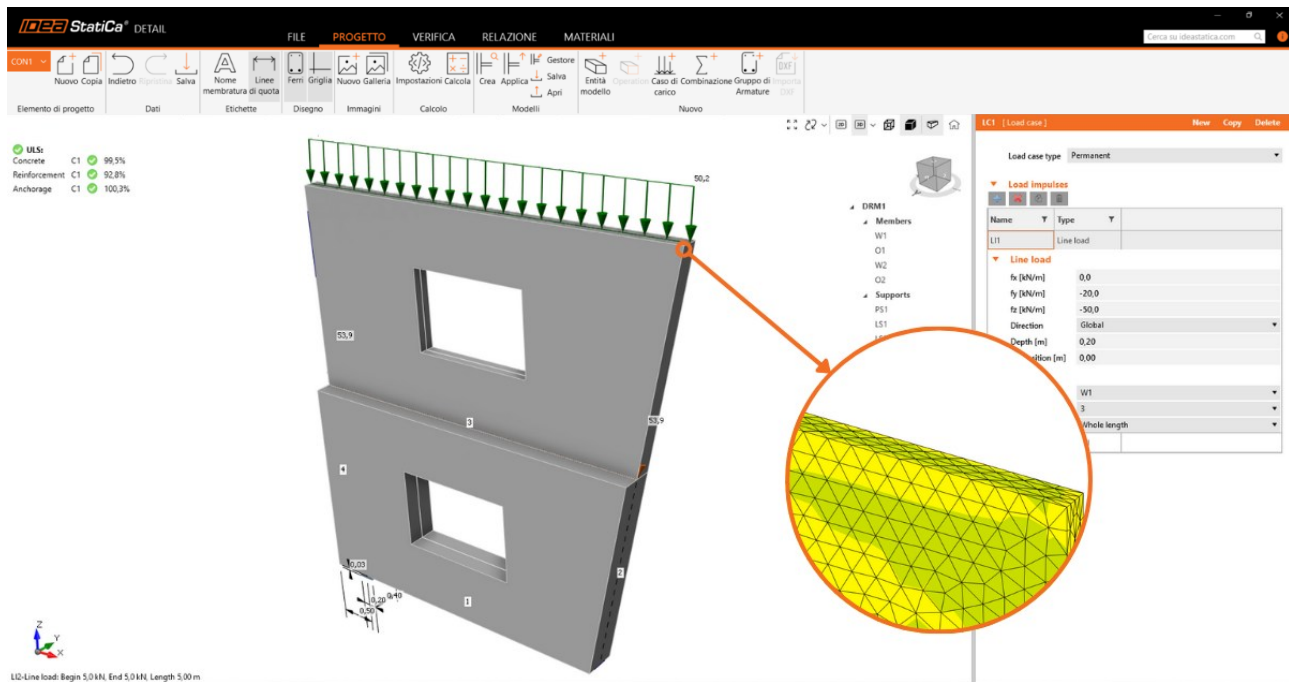 IDEA StatiCa® DETAIL
FILE PROGETTO VERIFICA RELAZIONE MATERIALI
Cerca su ideastatica.com
CON1
Nuovo Copia Indietro Ripristina Salva Nome membratura Linee di quota Ferri Griglia Nuovo Galleria Impostazioni Calcola Crea Applica Gestore Salva Apri Entità modello Caso di carico Combinazione Gruppo di Armature Importa DXF
Elemento di progetto Dati Etichette Disegno Immagini Calcolo Modelli Nuovo
LC1 [Load case] New Copy Delete
ULS:
Concrete C1 99,5%
Reinforcement C1 92,8%
Anchorage C1 100,3%
Load case type Permanent
50,2
Load impulses
DRM1
Members
W1
O1
W2
O2
Supports
PS1
LS1
Name Type
LI1 Line load
Line load
fx [kN/m] 0,0
fy [kN/m] -20,0
fz [kN/m] -50,0
Direction Global
Depth [m] 0,20
[m] 0,00
W1
3
Whole length
53,9
3
53,9
4
2
0,03
0,20
0,40
0,50
1
Z
Y
X
LI2-Line load: Begin 5,0 kN, End 5,0 kN, Length 5,00 m